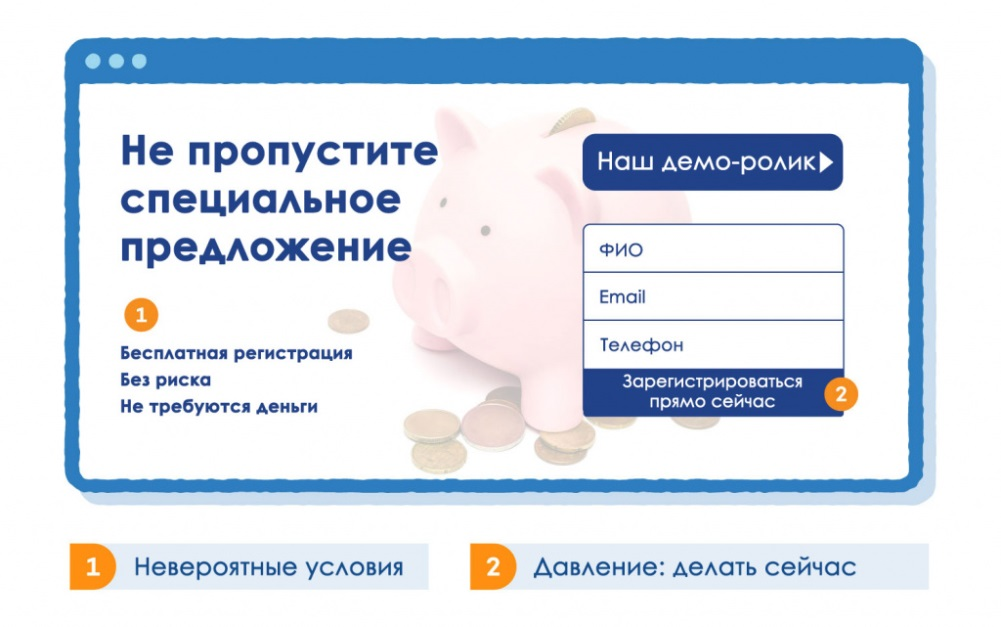 Не пропустите
специальное
предложение
1
Бесплатная регистрация
Без риска
Не требуются деньги
Наш демо-ролик
ФИО
Email
Телефон
Зарегистрироваться
прямо сейчас
2
1 Невероятные условия
2 Давление: делать сейчас